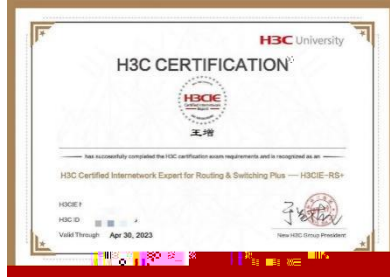 H3C University
H3C CERTIFICATION
H3CIE
王增
has successfully completed the H3C certification exam requirements and is recognized as an
H3C Certified Internetwork Expert for Routing & Switching Plus — H3CIE-RS+
H3CIE
H3C ID
Valid Through Apr 30, 2023
New H3C Group President